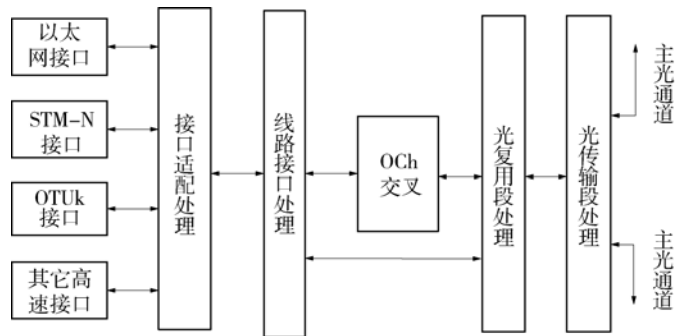 以太
网接口
STM-N
接口
OTUk
接口
其它高
速接口
接口适配处理
线路接口处理
OCh
交叉
光复用段处理
光传输段处理
主光通道
主光通道